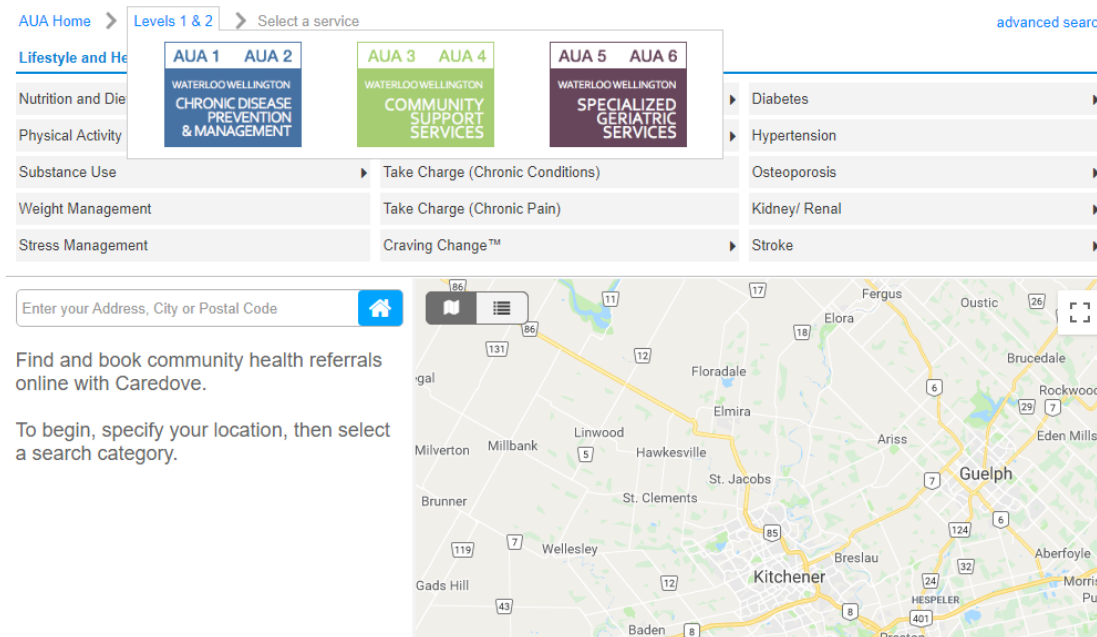 AUA Home
Levels 1 & 2
Select a service
advanced searc
Lifestyle and He
AUA 1 AUA 2
WATERLOO WELLINGTON
CHRONIC DISEASE
PREVENTION
& MANAGEMENT
AUA 3 AUA 4
WATERLOO WELLINGTON
COMMUNITY
SUPPORT
SERVICES
AUA 5 AUA 6
WATERLOO WELLINGTON
SPECIALIZED
GERIATRIC
SERVICES
Nutrition and Die
Diabetes
Physical Activity
Hypertension
Substance Use
Take Charge (Chronic Conditions)
Osteoporosis
Weight Management
Take Charge (Chronic Pain)
Kidney/ Renal
Stress Management
Craving Change™
Stroke
Enter your Address, City or Postal Code
Find and book community health referrals
online with Caredove.
To begin, specify your location, then select
a search category.
86
11
17
Fergus
Oustic
26
86
Elora
18
131
12
Floradale
Brucedale
gal
6
Rockwood
29
7
Elmira
Linwood
Ariss
Eden Mills
Milverton
Millbank
5
Hawkesville
St. Jacobs
7
Guelph
Brunner
St. Clements
6
85
124
119
7
Wellesley
Breslau
Aberfoyle
32
Gads Hill
12
Kitchener
24
Morris
Pu
HESPELER
43
8
401
Baden
8
Preston